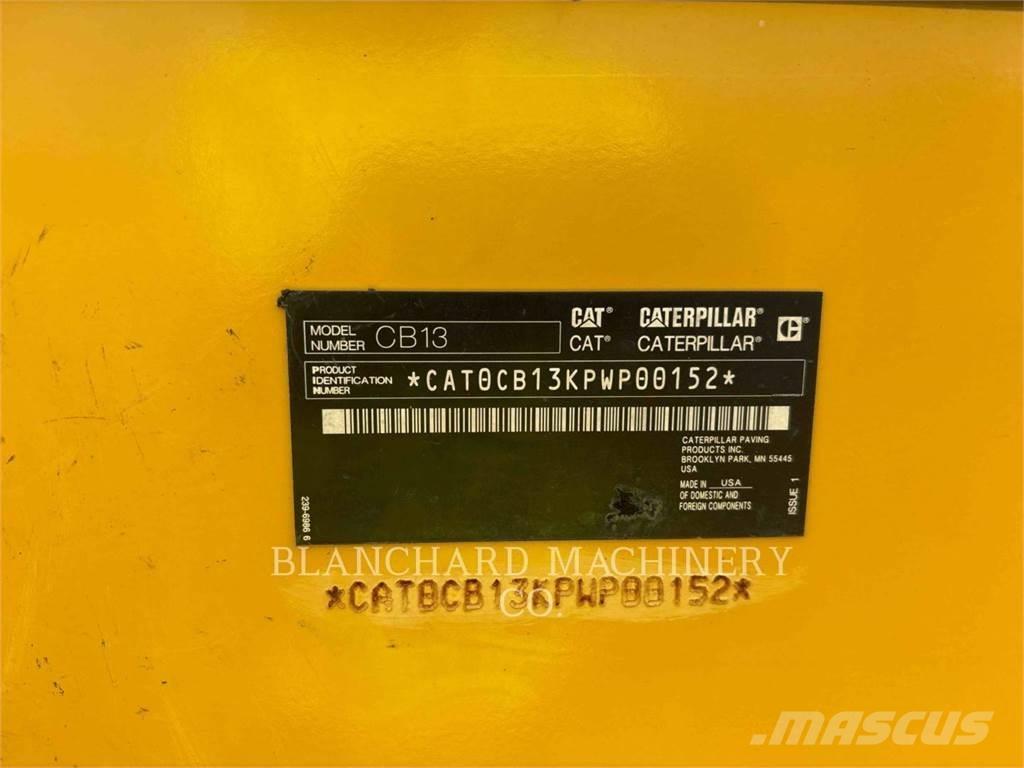 MODEL NUMBER CB13
CAT® CATERPILLAR®
CAT® CATERPILLAR®
PRODUCT IDENTIFICATION NUMBER *CAT0CB13KPWP00152*
CATERPILLAR PAVING
PRODUCTS INC.
BROOKLYN PARK, MN 55445
USA
MADE IN USA
OF DOMESTIC AND
FOREIGN COMPONENTS
ISSUE 1
239-6986 6
BLANCHARD MACHINERY
CO.
*CAT0CB13KPWP00152*
MASCUS